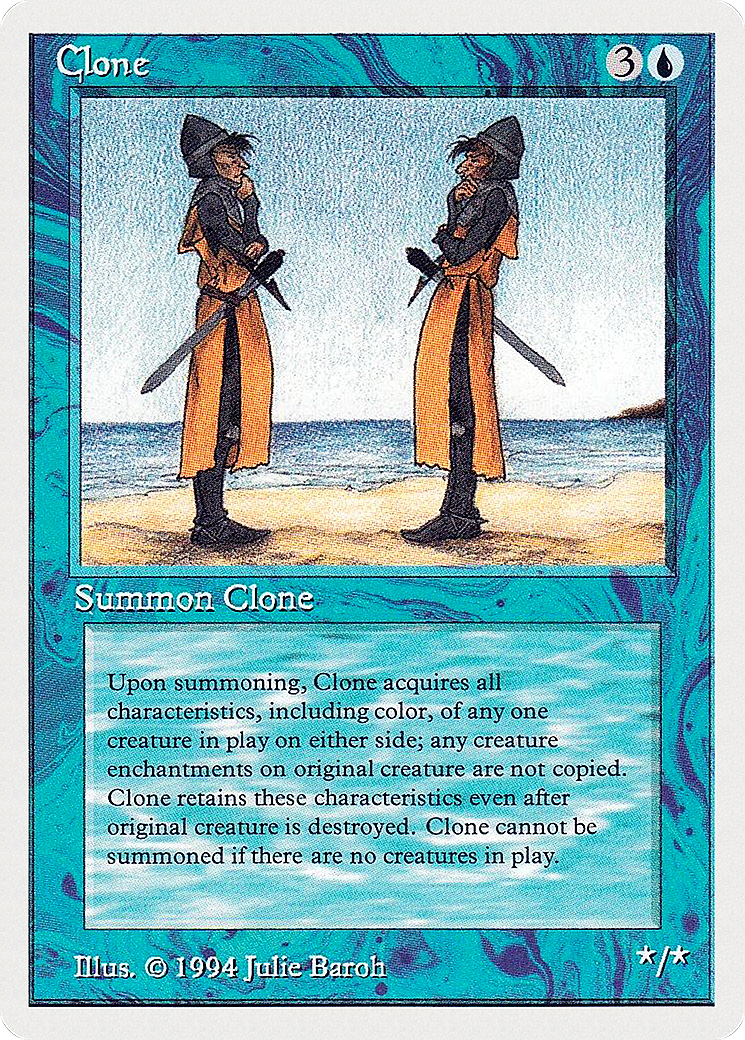 Clone 3
Summon Clone
Upon summoning, Clone acquires all
characteristics, including color, of any one
creature in play on either side; any creature
enchantments on original creature are not copied.
Clone retains these characteristics even after
original creature is destroyed. Clone cannot be
summoned if there are no creatures in play.
Illus. © 1994 Julie Baroh */*